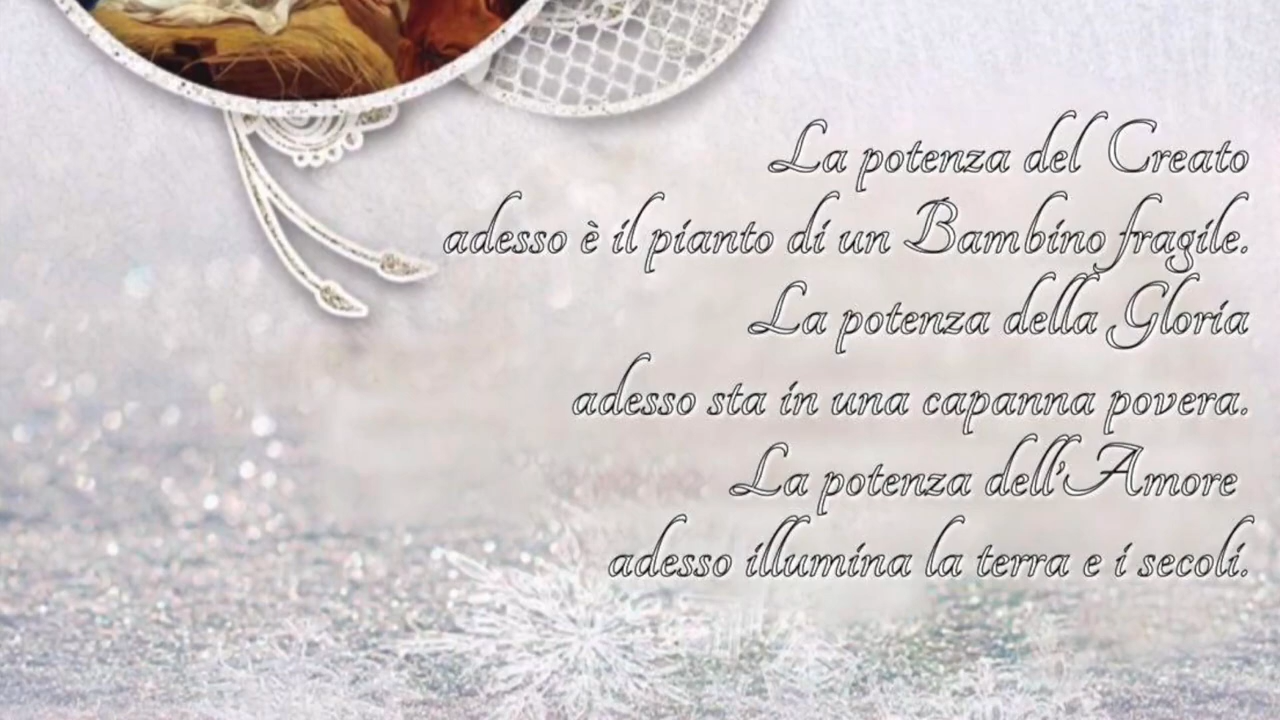 La potenza del Creato
adesso è il pianto di un Bambino fragile.
La potenza della Gloria
adesso sta in una capanna povera.
La potenza dell'Amore
adesso illumina la terra e i secoli.